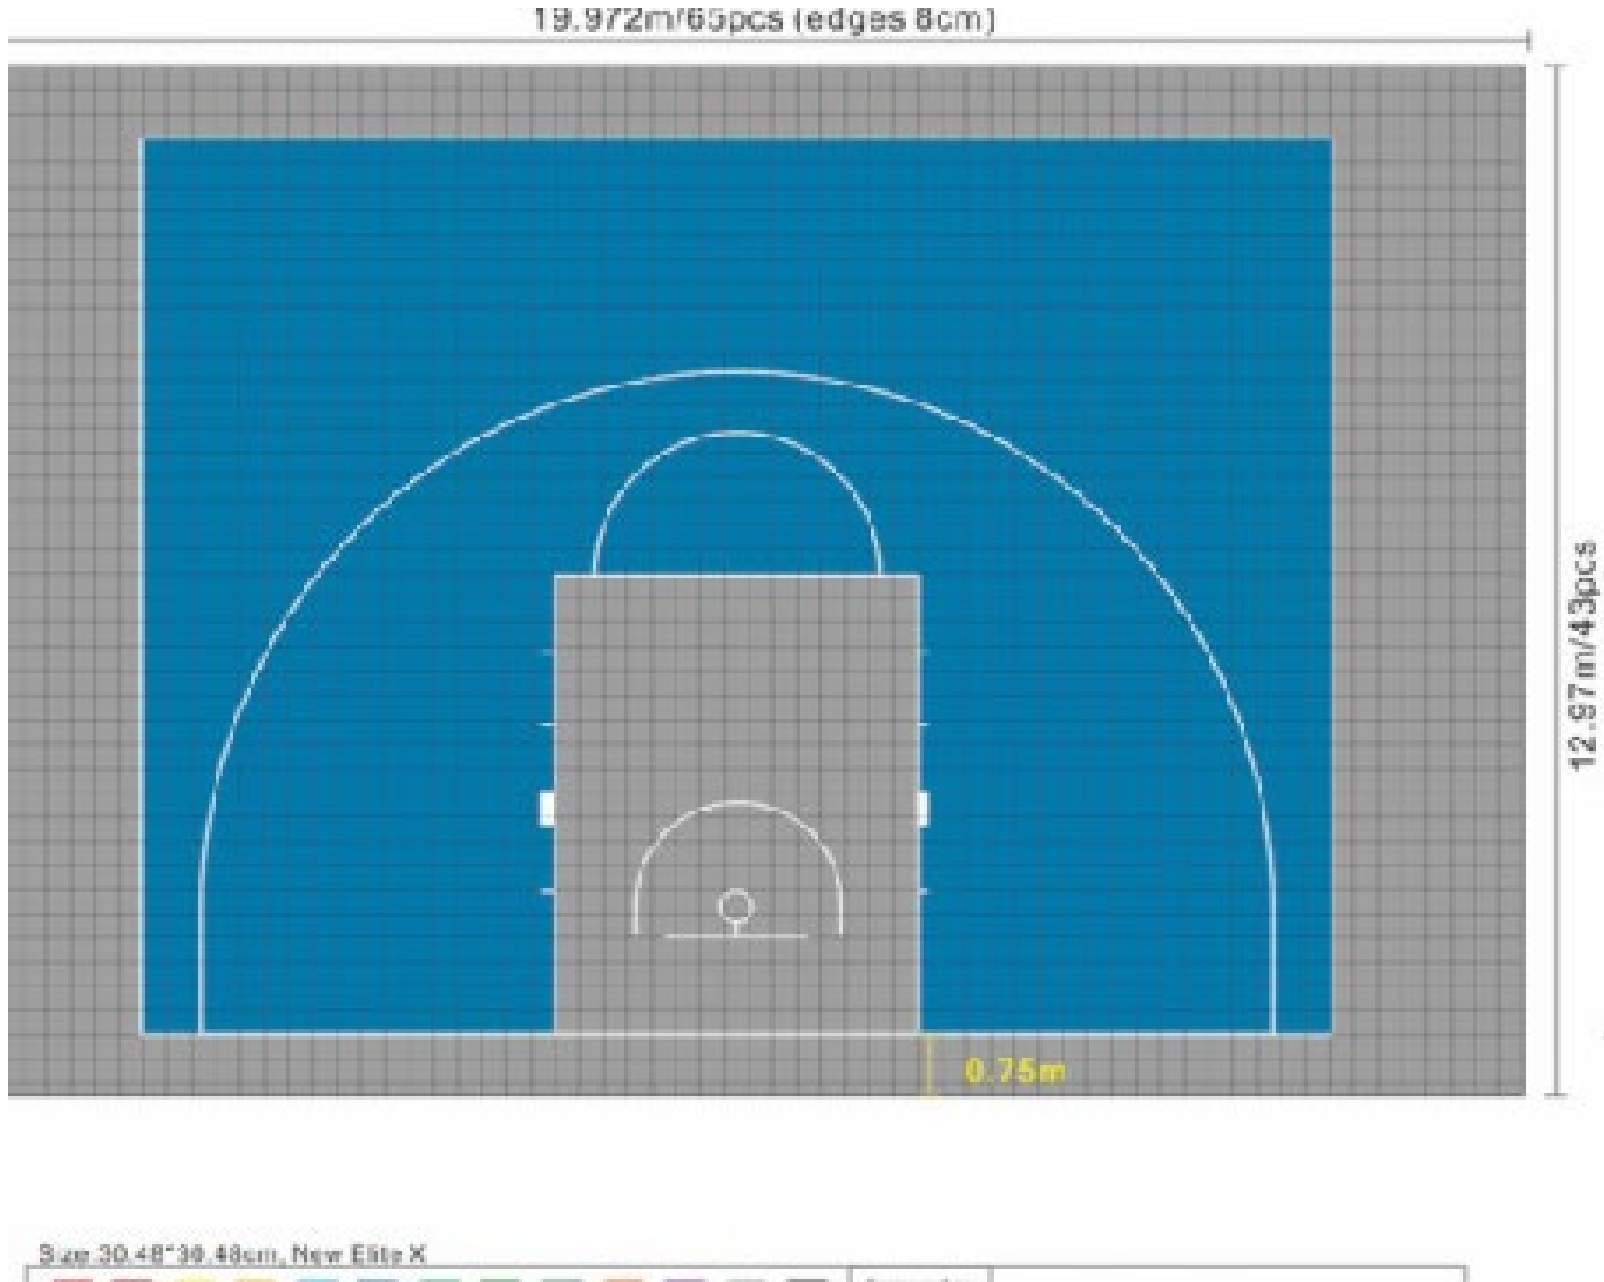 19.972m/65pcs (edges 8cm)
12.97m/43pcs
0.75m
Size:30.48*30.48cm, New Elite X